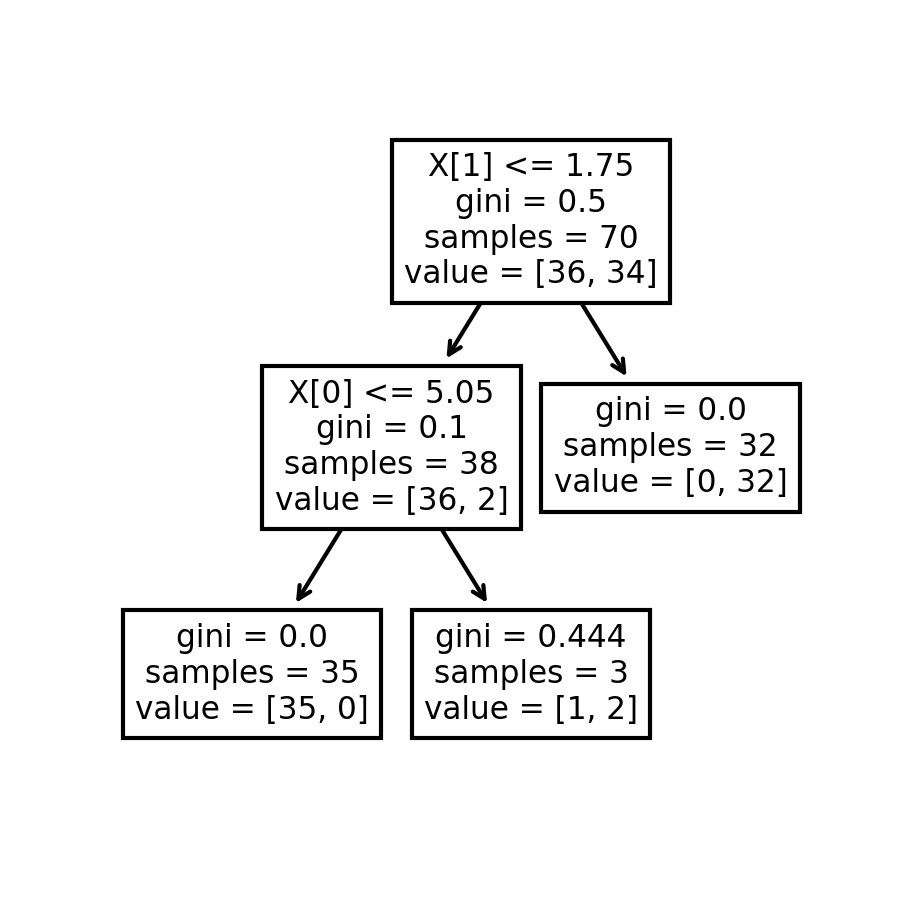 X[1] <= 1.75
gini = 0.5
samples = 70
value = [36, 34]
X[0] <= 5.05
gini = 0.1
samples = 38
value = [36, 2]
gini = 0.0
samples = 32
value = [0, 32]
gini = 0.0
samples = 35
value = [35, 0]
gini = 0.444
samples = 3
value = [1, 2]